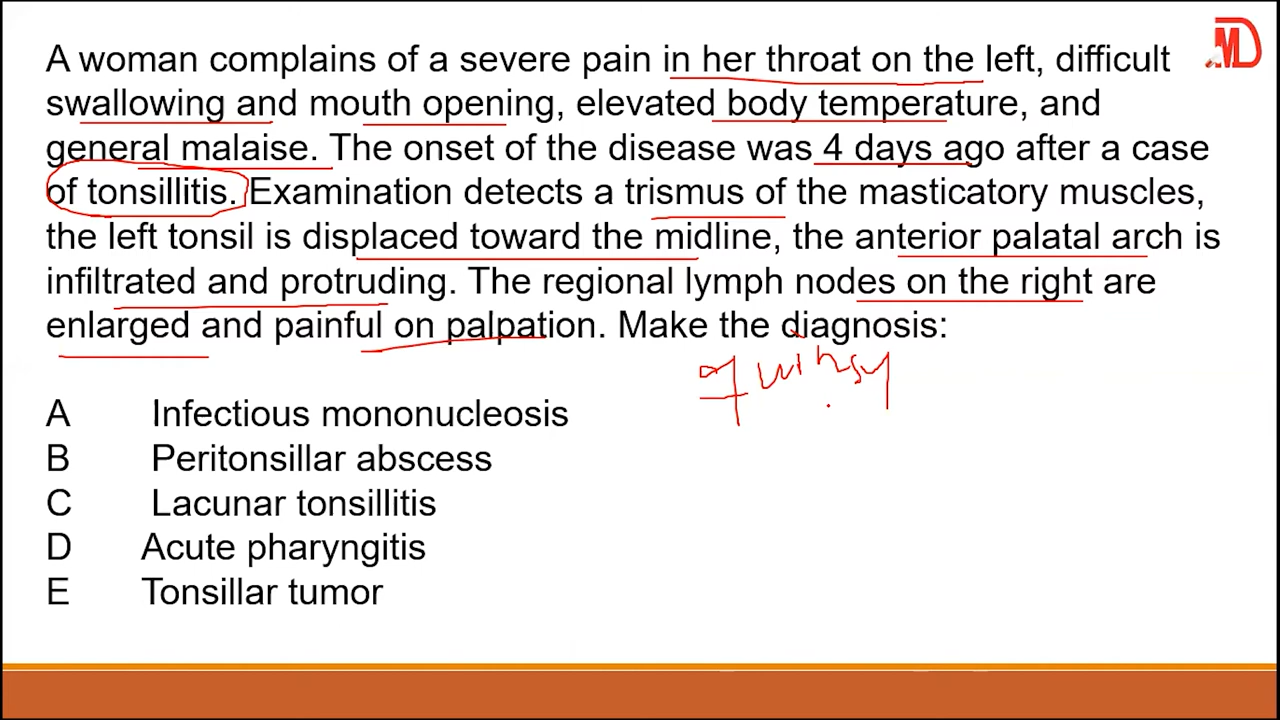 MD
A woman complains of a severe pain in her throat on the left, difficult
swallowing and mouth opening, elevated body temperature, and
general malaise. The onset of the disease was 4 days ago after a case
of tonsillitis. Examination detects a trismus of the masticatory muscles,
the left tonsil is displaced toward the midline, the anterior palatal arch is
infiltrated and protruding. The regional lymph nodes on the right are
enlarged and painful on palpation. Make the diagnosis:
quinsy
A Infectious mononucleosis
B Peritonsillar abscess
C Lacunar tonsillitis
D Acute pharyngitis
E Tonsillar tumor